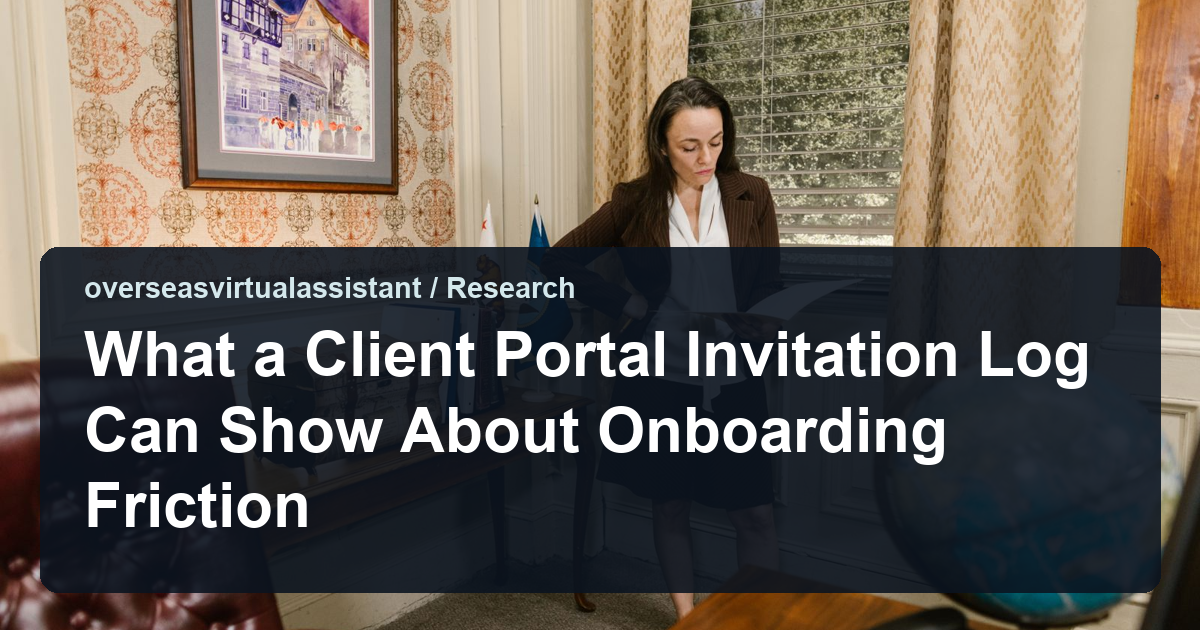 overseasvirtualassistant / Research
What a Client Portal Invitation Log
Can Show About Onboarding
Friction